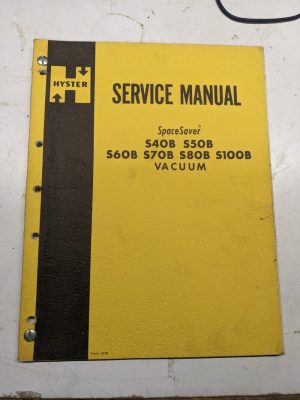 HYSTER
SERVICE MANUAL
SpaceSaver
S40B S50B
S60B S70B S80B S100B
VACUUM